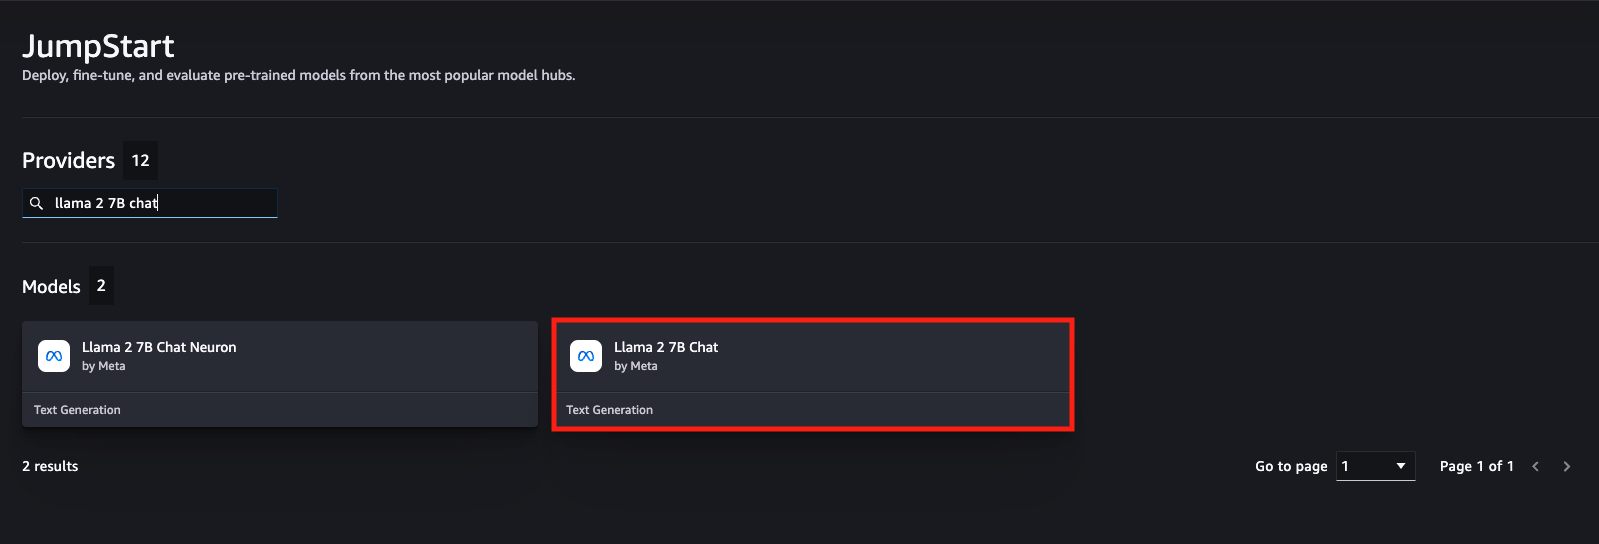 JumpStart
Deploy, fine-tune, and evaluate pre-trained models from the most popular model hubs.
Providers 12
llama 2 7B chat
Models 2
Llama 2 7B Chat Neuron
by Meta
Text Generation
Llama 2 7B Chat
by Meta
Text Generation
2 results
Go to page 1 Page 1 of 1